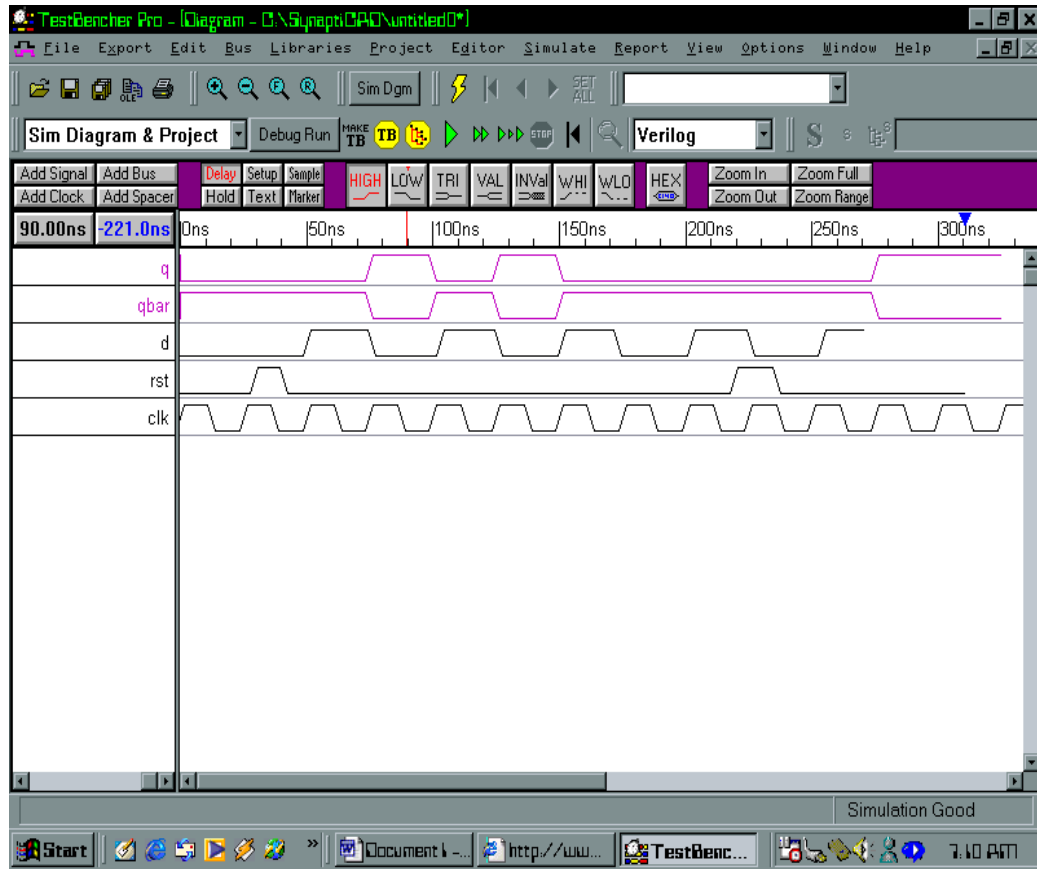 TestBencher Pro - [Diagram - C:\SynaptiCAD\untitled0*]
File Export Edit Bus Libraries Project Editor Simulate Report View Options Window Help
Sim Dgm SET ALL
Sim Diagram & Project Debug Run MAKE TB TB STOP Verilog S s S
Add Signal Add Bus Delay Setup Sample HIGH LOW TRI VAL INVal WHI WLO HEX Zoom In Zoom Full
Add Clock Add Spacer Hold Text Marker Zoom Out Zoom Range
90.00ns -221.0ns 0ns 50ns 100ns 150ns 200ns 250ns 300ns
q
qbar
d
rst
clk
Simulation Good
Start » Document1 -... http://ww... TestBenc... 7:10 AM